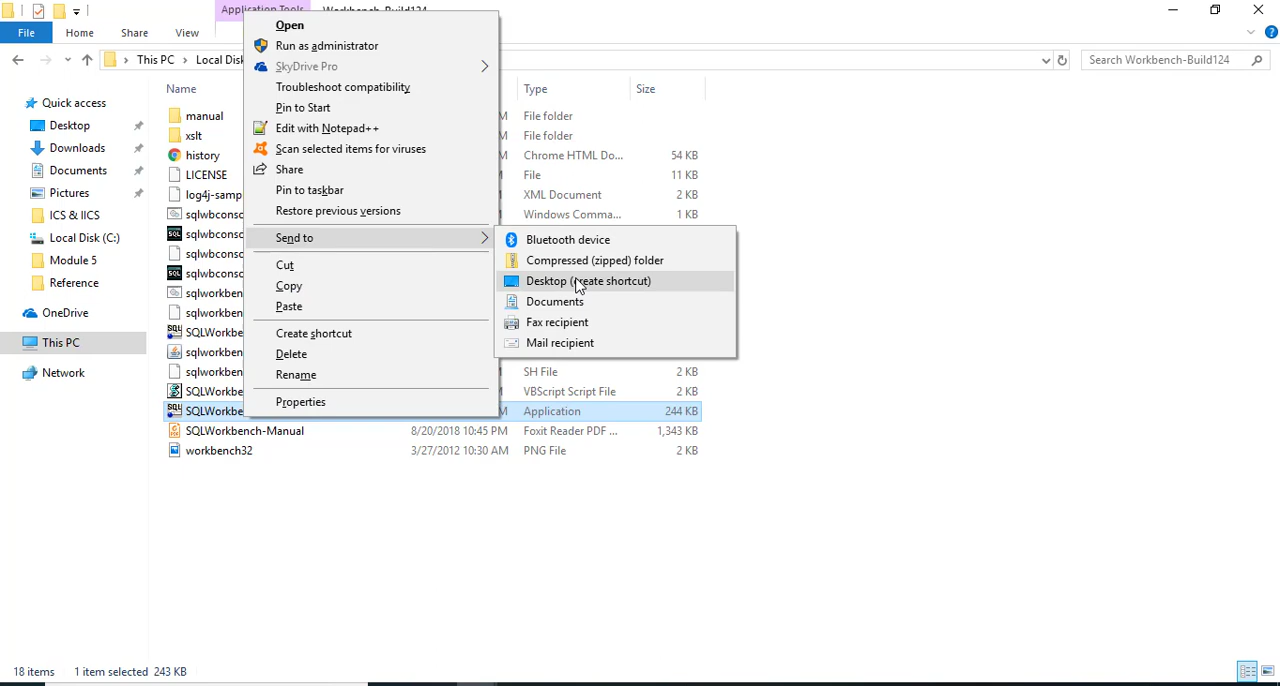 Application Tools Workbench-Build124
File Home Share View
This PC Local Disk Search Workbench-Build124
Name Type Size
Quick access
Desktop
Downloads
Documents
Pictures
ICS & IICS
Local Disk (C:)
Module 5
Reference
OneDrive
This PC
Network
manual File folder
xslt File folder
history Chrome HTML Do... 54 KB
LICENSE File 11 KB
log4j-samp XML Document 2 KB
sqlwbconso Windows Comma... 1 KB
sqlwbconso
sqlwbconso
sqlwbconso
sqlworkben
sqlworkben
SQLWorkbe
sqlworkben
sqlworkben M SH File 2 KB
SQLWorkbe M VBScript Script File 2 KB
SQLWorkbe M Application 244 KB
SQLWorkbench-Manual 8/20/2018 10:45 PM Foxit Reader PDF ... 1,343 KB
workbench32 3/27/2012 10:30 AM PNG File 2 KB
Open
Run as administrator
SkyDrive Pro
Troubleshoot compatibility
Pin to Start
Edit with Notepad++
Scan selected items for viruses
Share
Pin to taskbar
Restore previous versions
Send to
Cut
Copy
Paste
Create shortcut
Delete
Rename
Properties
Bluetooth device
Compressed (zipped) folder
Desktop (create shortcut)
Documents
Fax recipient
Mail recipient
18 items 1 item selected 243 KB